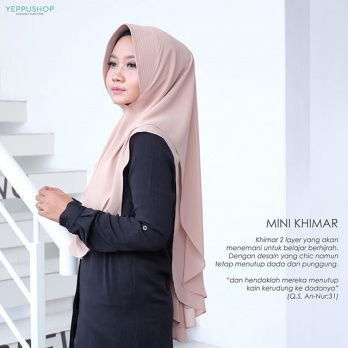 YEPPUSHOP
MINI KHIMAR
Khimar 2 layer yang akan
menemani untuk belajar berhijrah.
Dengan desain yang chic namun
tetap menutup dada dan punggung.
"dan hendaklah mereka menutup
kain kerudung ke dadanya"
(Q.S. An-Nur:31)